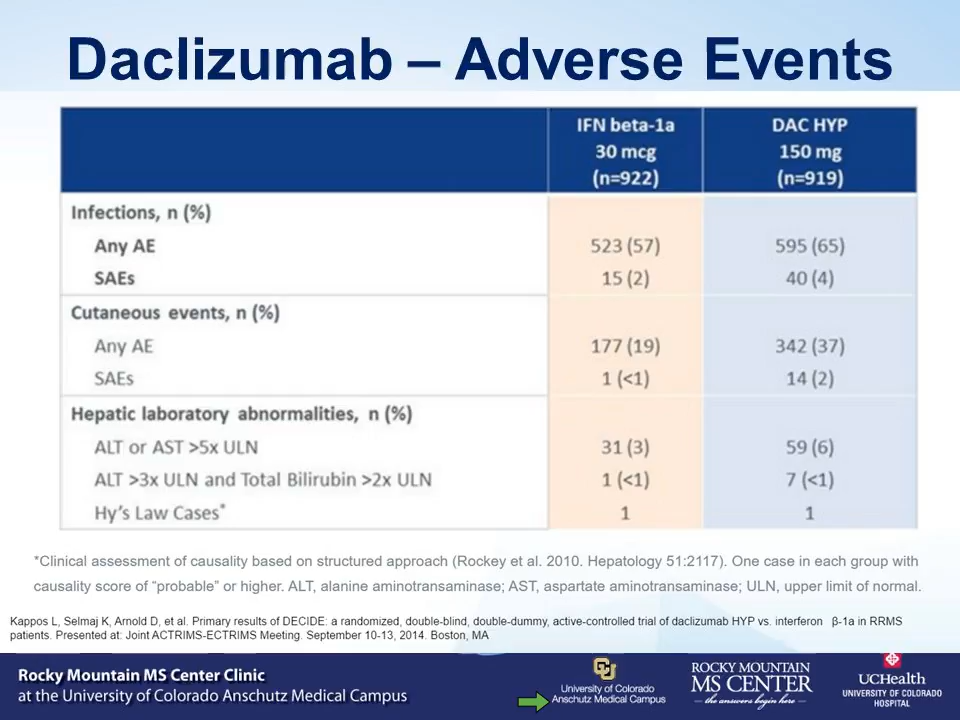 Daclizumab – Adverse Events
IFN beta-1a
30 mcg
(n=922)
DAC HYP
150 mg
(n=919)
Infections, n (%)
Any AE 523 (57) 595 (65)
SAEs 15 (2) 40 (4)
Cutaneous events, n (%)
Any AE 177 (19) 342 (37)
SAEs 1 (<1) 14 (2)
Hepatic laboratory abnormalities, n (%)
ALT or AST >5x ULN 31 (3) 59 (6)
ALT >3x ULN and Total Bilirubin >2x ULN 1 (<1) 7 (<1)
Hy's Law Cases* 1 1
*Clinical assessment of causality based on structured approach (Rockey et al. 2010. Hepatology 51:2117). One case in each group with
causality score of “probable” or higher. ALT, alanine aminotransaminase; AST, aspartate aminotransaminase; ULN, upper limit of normal.
Kappos L, Selmaj K, Arnold D, et al. Primary results of DECIDE: a randomized, double-blind, double-dummy, active-controlled trial of daclizumab HYP vs. interferon β-1a in RRMS
patients. Presented at: Joint ACTRIMS-ECTRIMS Meeting. September 10-13, 2014. Boston, MA
Rocky Mountain MS Center Clinic
at the University of Colorado Anschutz Medical Campus
CU
University of Colorado
Anschutz Medical Campus
ROCKY MOUNTAIN
MS CENTER
the answers begin here
UCHealth
UNIVERSITY OF COLORADO
HOSPITAL